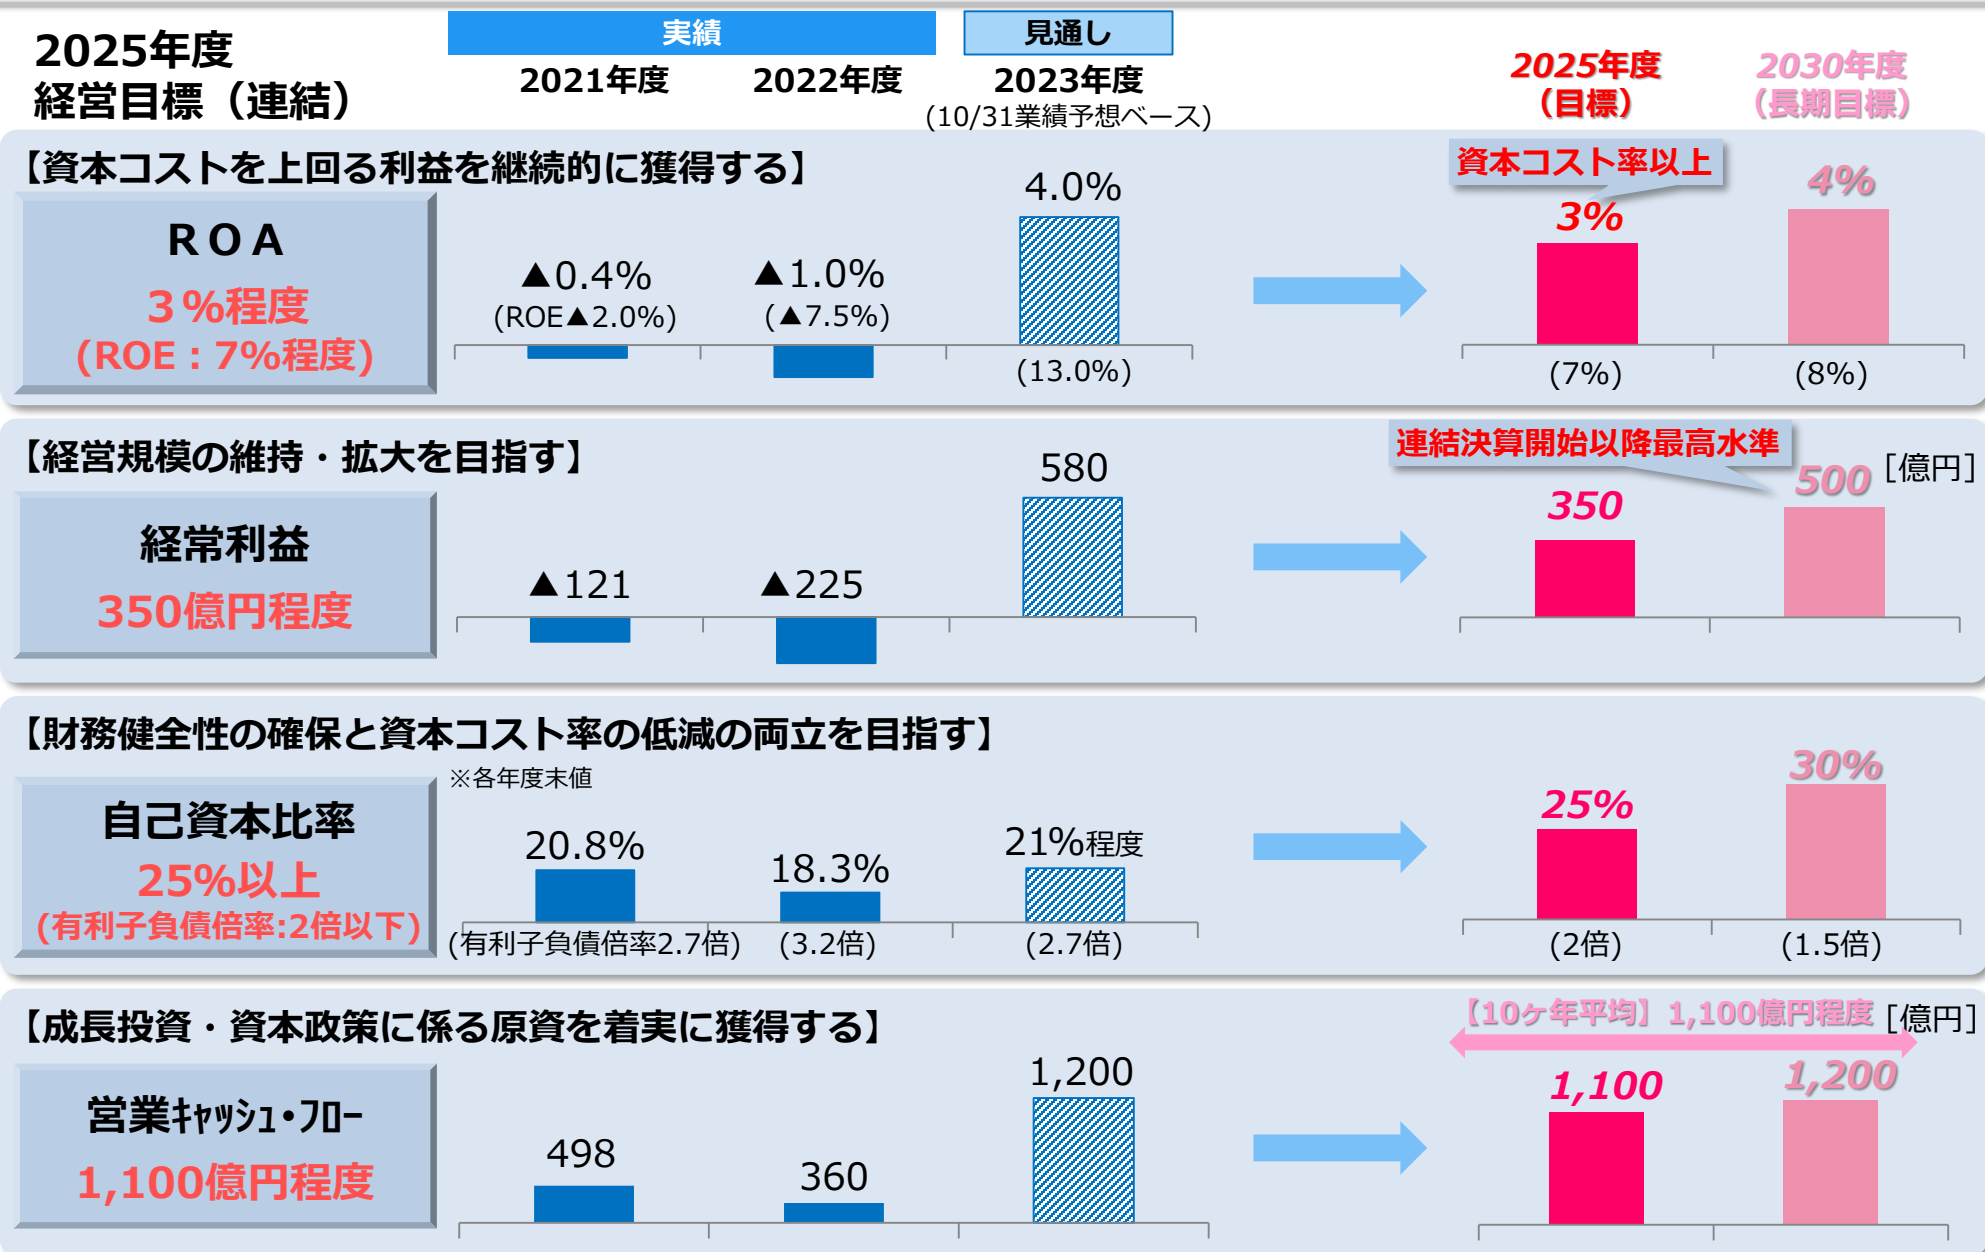 2025年度
経営目標（連結）
実績
見通し
2021年度
2022年度
2023年度
(10/31業績予想ベース)
2025年度
（目標）
2030年度
（長期目標）
【資本コストを上回る利益を継続的に獲得する】
ＲＯＡ
３%程度
(ROE：7%程度)
▲0.4%
(ROE▲2.0%)
▲1.0%
(▲7.5%)
4.0%
(13.0%)
資本コスト率以上
3%
(7%)
4%
(8%)
【経営規模の維持・拡大を目指す】
経常利益
350億円程度
▲121
▲225
580
連結決算開始以降最高水準
350
500
［億円］
【財務健全性の確保と資本コスト率の低減の両立を目指す】
※各年度末値
自己資本比率
25%以上
(有利子負債倍率:2倍以下)
20.8%
(有利子負債倍率2.7倍)
18.3%
(3.2倍)
21%程度
(2.7倍)
25%
(2倍)
30%
(1.5倍)
【成長投資・資本政策に係る原資を着実に獲得する】
営業ｷｬｯｼｭ･ﾌﾛｰ
1,100億円程度
498
360
1,200
【10ヶ年平均】1,100億円程度
［億円］
1,100
1,200